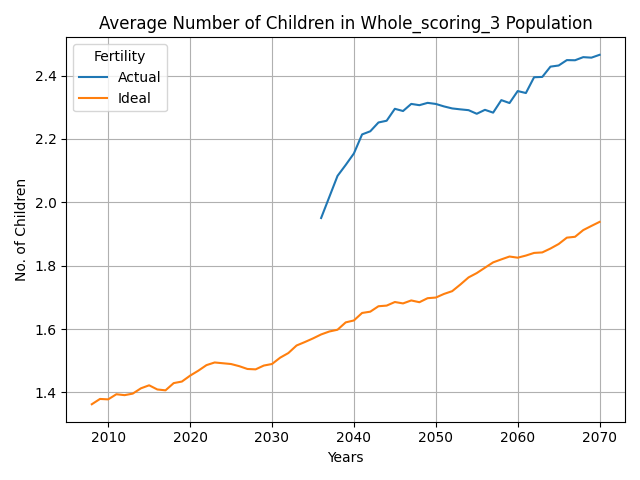 Average Number of Children in Whole_scoring_3 Population
Fertility
Actual
Ideal
No. of Children
2.4
2.2
2.0
1.8
1.6
1.4
2010 2020 2030 2040 2050 2060 2070
Years